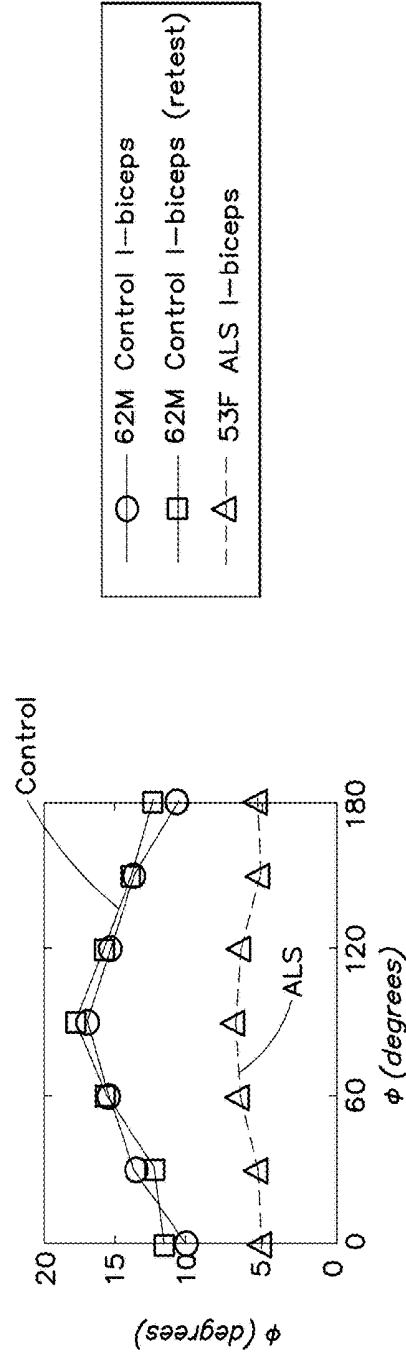 Control
ALS
20
15
10
5
0
0
60
120
180
ϕ (degrees)
ϕ (degrees)
62M Control l-biceps
62M Control l-biceps (retest)
53F ALS l-biceps